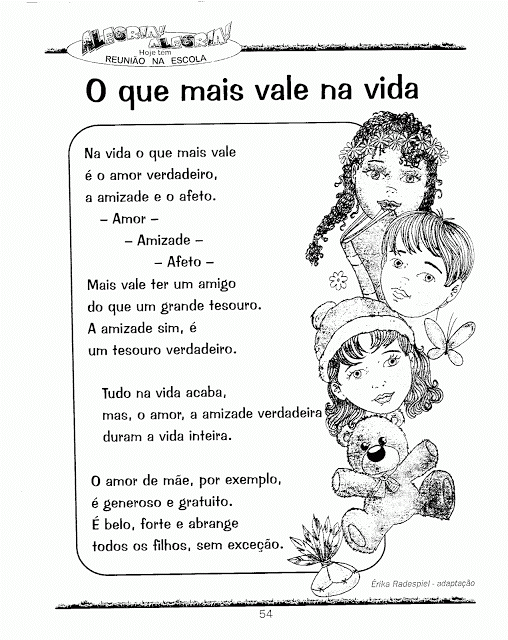 ALEGRIA! ALEGRIA!
Hoje tem
REUNIÃO NA ESCOLA
O que mais vale na vida
Na vida o que mais vale
é o amor verdadeiro,
a amizade e o afeto.
– Amor –
– Amizade –
– Afeto –
Mais vale ter um amigo
do que um grande tesouro.
A amizade sim, é
um tesouro verdadeiro.
Tudo na vida acaba,
mas, o amor, a amizade verdadeira
duram a vida inteira.
O amor de mãe, por exemplo,
é generoso e gratuito.
É belo, forte e abrange
todos os filhos, sem exceção.
Érika Radespiel - adaptação
54